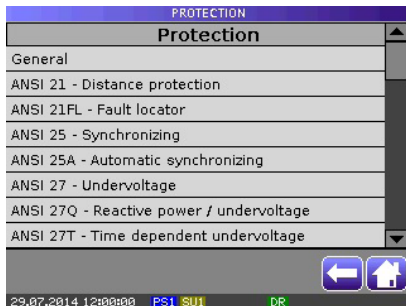 PROTECTION
Protection
General
ANSI 21 - Distance protection
ANSI 21FL - Fault locator
ANSI 25 - Synchronizing
ANSI 25A - Automatic synchronizing
ANSI 27 - Undervoltage
ANSI 27Q - Reactive power / undervoltage
ANSI 27T - Time dependent undervoltage
29.07.2014 12:00:00 PS1 SU1 DR